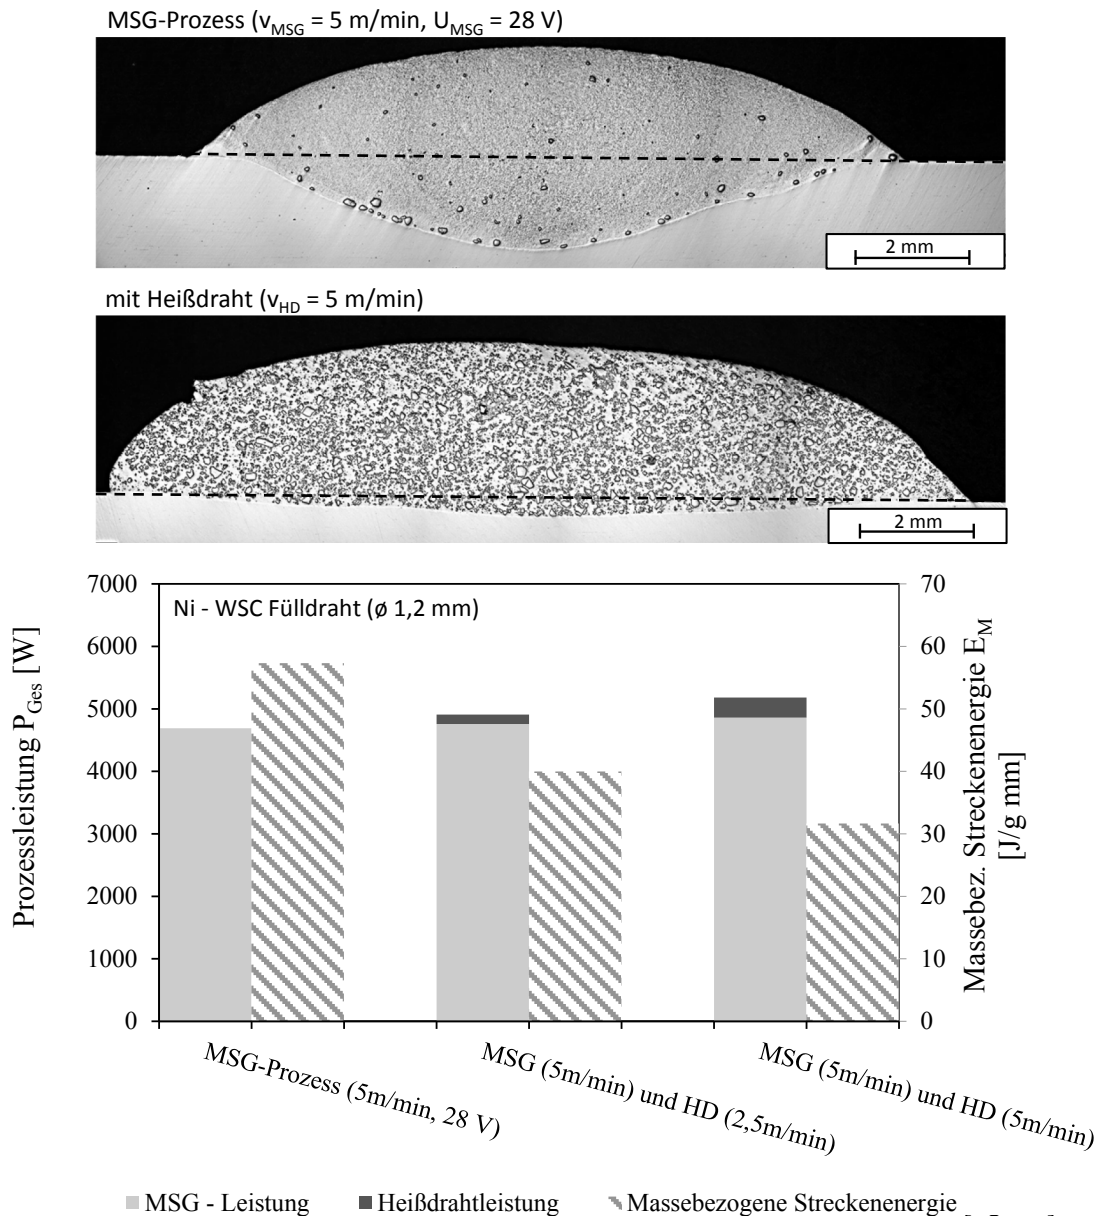 MSG-Prozess (vMSG = 5 m/min, UMSG = 28 V)
2 mm
mit Heißdraht (vHD = 5 m/min)
2 mm
Ni - WSC Fülldraht (ø 1,2 mm)
Prozessleistung PGes [W]
7000
6000
5000
4000
3000
2000
1000
0
70
60
50
40
30
20
10
0
Massebez. Streckenenergie EM
[J/g mm]
MSG-Prozess (5m/min, 28 V)
MSG (5m/min) und HD (2,5m/min)
MSG (5m/min) und HD (5m/min)
MSG - Leistung
Heißdrahtleistung
Massebezogene Streckenenergie